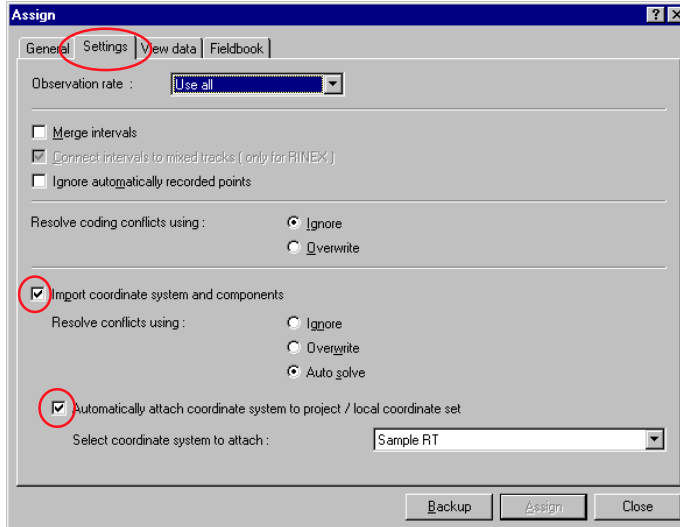 Assign
General Settings View data Fieldbook
Observation rate : Use all
Merge intervals
Connect intervals to mixed tracks ( only for RINEX )
Ignore automatically recorded points
Resolve coding conflicts using : Ignore
Overwrite
Import coordinate system and components
Resolve conflicts using : Ignore
Overwrite
Auto solve
Automatically attach coordinate system to project / local coordinate set
Select coordinate system to attach : Sample RT
Backup Assign Close